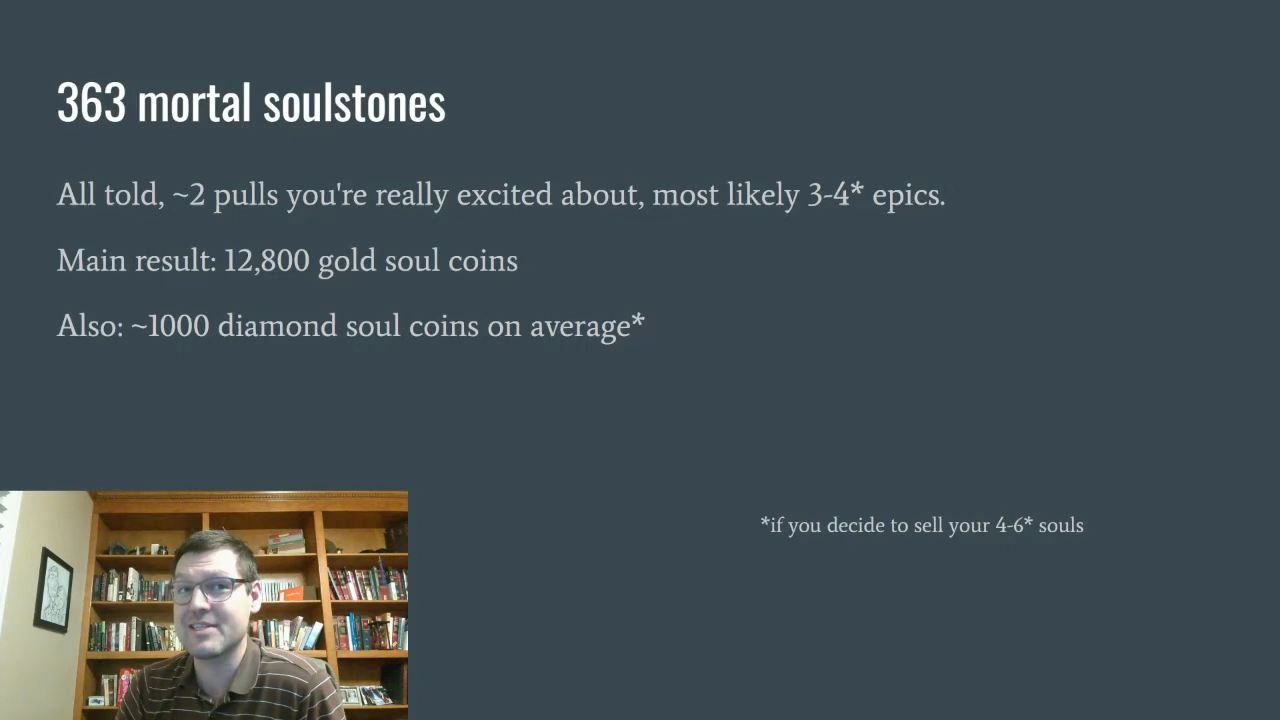 363 mortal soulstones
All told, ~2 pulls you're really excited about, most likely 3-4* epics.
Main result: 12,800 gold soul coins
Also: ~1000 diamond soul coins on average*
*if you decide to sell your 4-6* souls